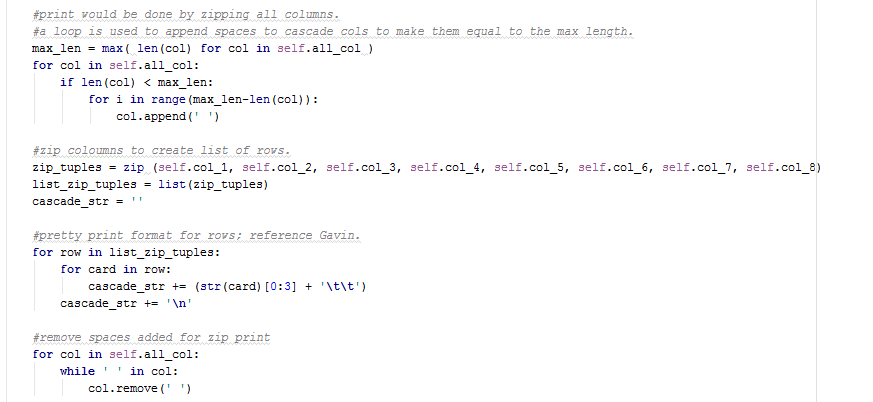 #print would be done by zipping all columns.
#a loop is used to append spaces to cascade cols to make them equal to the max length.
max_len = max( len(col) for col in self.all_col )
for col in self.all_col:
    if len(col) < max_len:
        for i in range(max_len-len(col)):
            col.append(' ')

#zip coloumns to create list of rows.
zip_tuples = zip (self.col_1, self.col_2, self.col_3, self.col_4, self.col_5, self.col_6, self.col_7, self.col_8)
list_zip_tuples = list(zip_tuples)
cascade_str = ''

#pretty print format for rows; reference Gavin.
for row in list_zip_tuples:
    for card in row:
        cascade_str += (str(card)[0:3] + '\t\t')
    cascade_str += '\n'

#remove spaces added for zip print
for col in self.all_col:
    while ' ' in col:
        col.remove(' ')